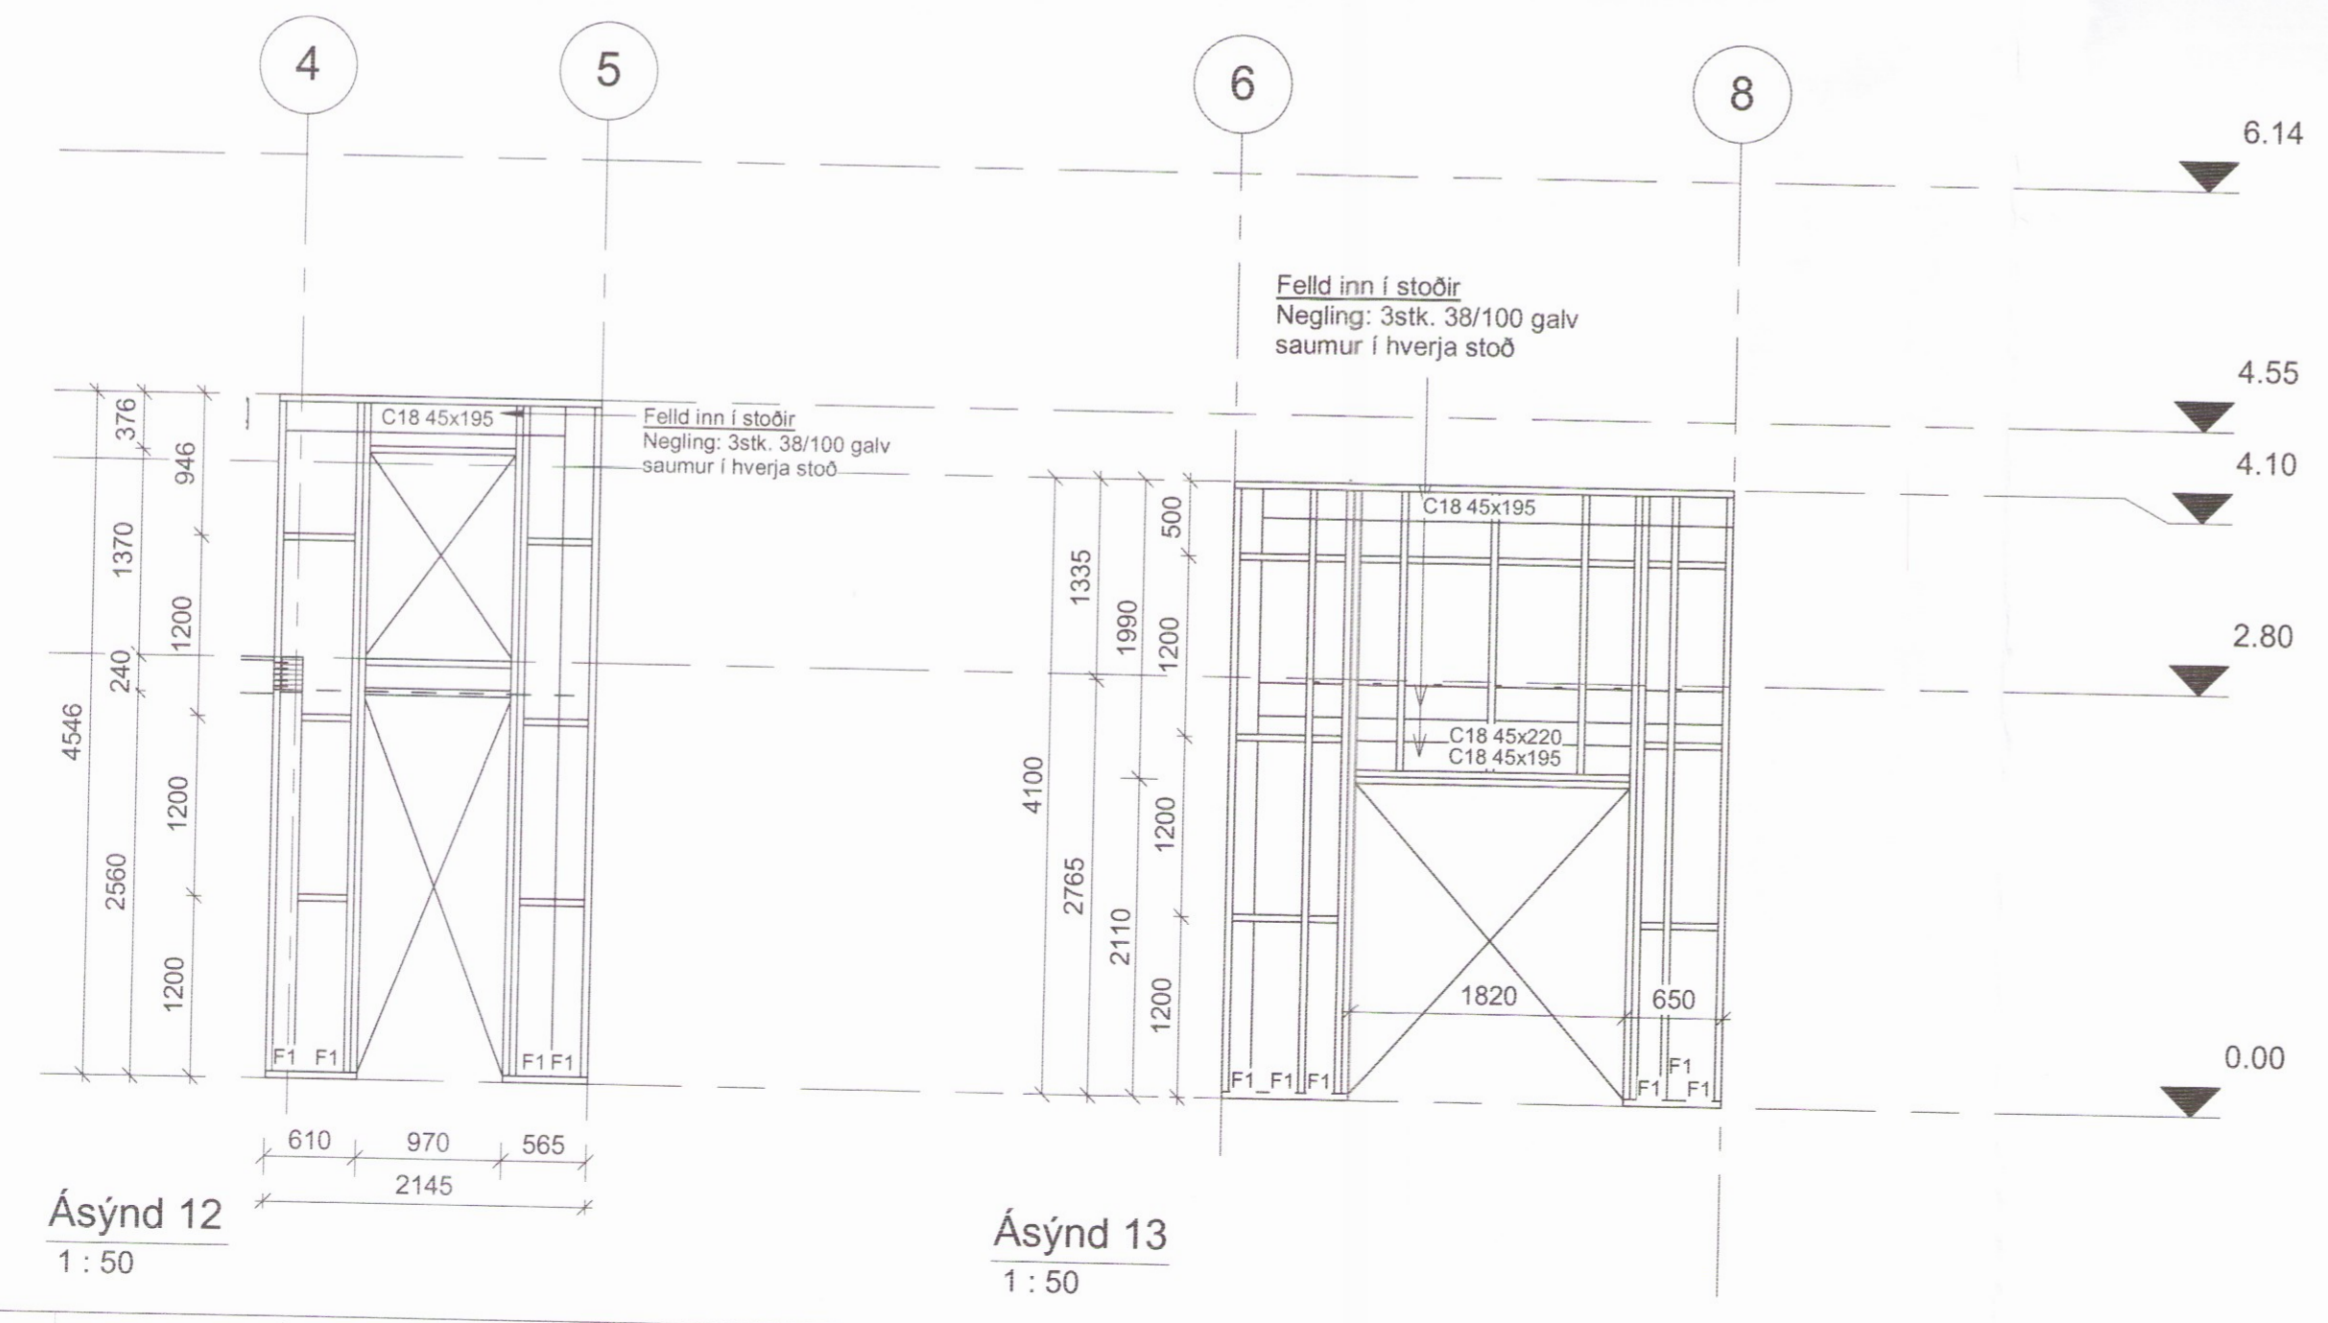 4
5
6
8
6.14
Felld inn í stoðir
Negling: 3stk. 38/100 galv
saumur í hverja stoð
4.55
4.10
2.80
0.00
376
946
1370
1200
240
4546
1200
2560
1200
C18 45x195
Felld inn í stoðir
Negling: 3stk. 38/100 galv
saumur í hverja stoð
F1 F1
F1 F1
610 970 565
2145
Ásýnd 12
1 : 50
500
1335
1990
1200
4100
1200
2765
2110
1200
C18 45x195
C18 45x220
C18 45x195
1820
650
F1 F1 F1
F1
F1 F1
Ásýnd 13
1 : 50